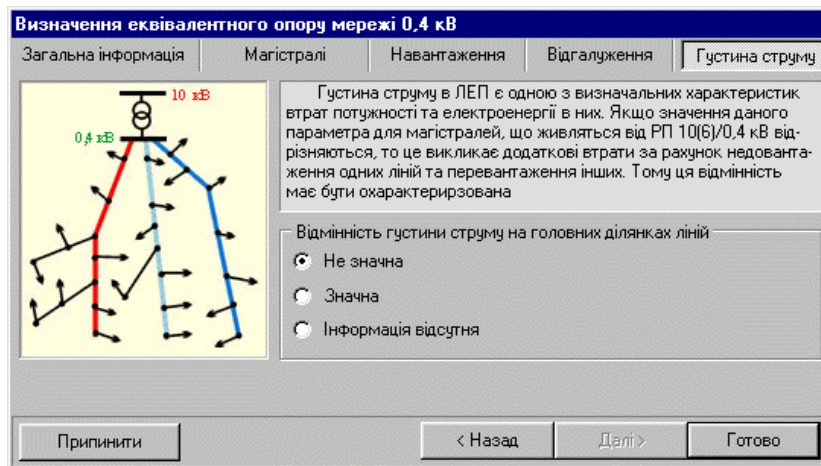 Визначення еквівалентного опору мережі 0,4 кВ
Загальна інформація Магістралі Навантаження Відгалуження Густина струму
10 кВ
0,4 кВ
Густина струму в ЛЕП є одною з визначальних характеристик
втрат потужності та електроенергії в них. Якщо значення даного
параметра для магістралей, що живляться від РП 10(6)/0,4 кВ від-
різняються, то це викликає додаткові втрати за рахунок недованта-
ження одних ліній та перевантаження інших. Тому ця відмінність
має бути охарактерирзована
Відмінність густини струму на головних ділянках ліній
Не значна
Значна
Інформація відсутня
Припинити < Назад Далі > Готово